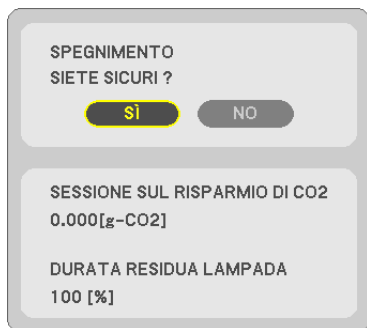 SPEGNIMENTO
SIETE SICURI ?
SÌ NO
SESSIONE SUL RISPARMIO DI CO2
0.000[g-CO2]
DURATA RESIDUA LAMPADA
100 [%]